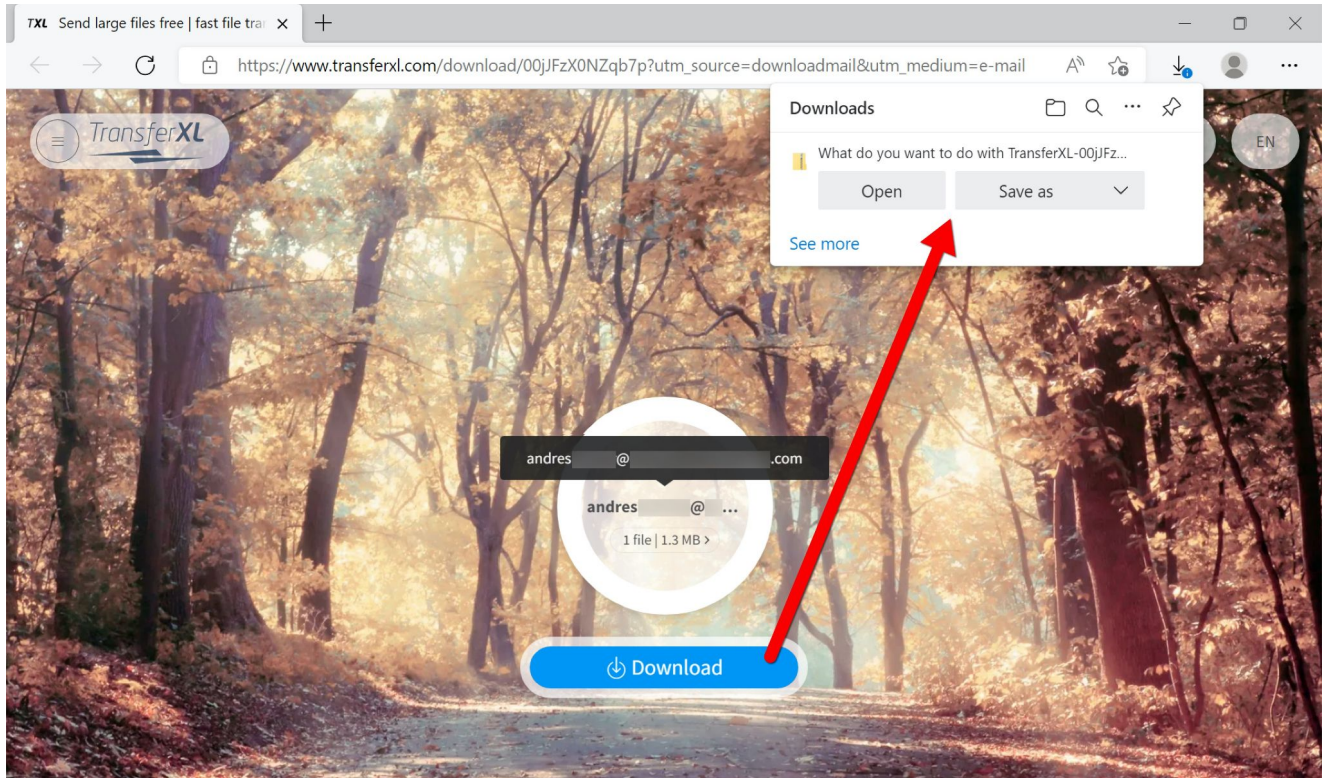 TXL Send large files free | fast file tra
https://www.transferxl.com/download/00jJFzX0NZqb7p?utm_source=downloadmail&utm_medium=e-mail
TransferXL
EN
Downloads
What do you want to do with TransferXL-00jJFz...
Open
Save as
See more
andres @ .com
andres @ ...
1 file | 1.3 MB >
Download